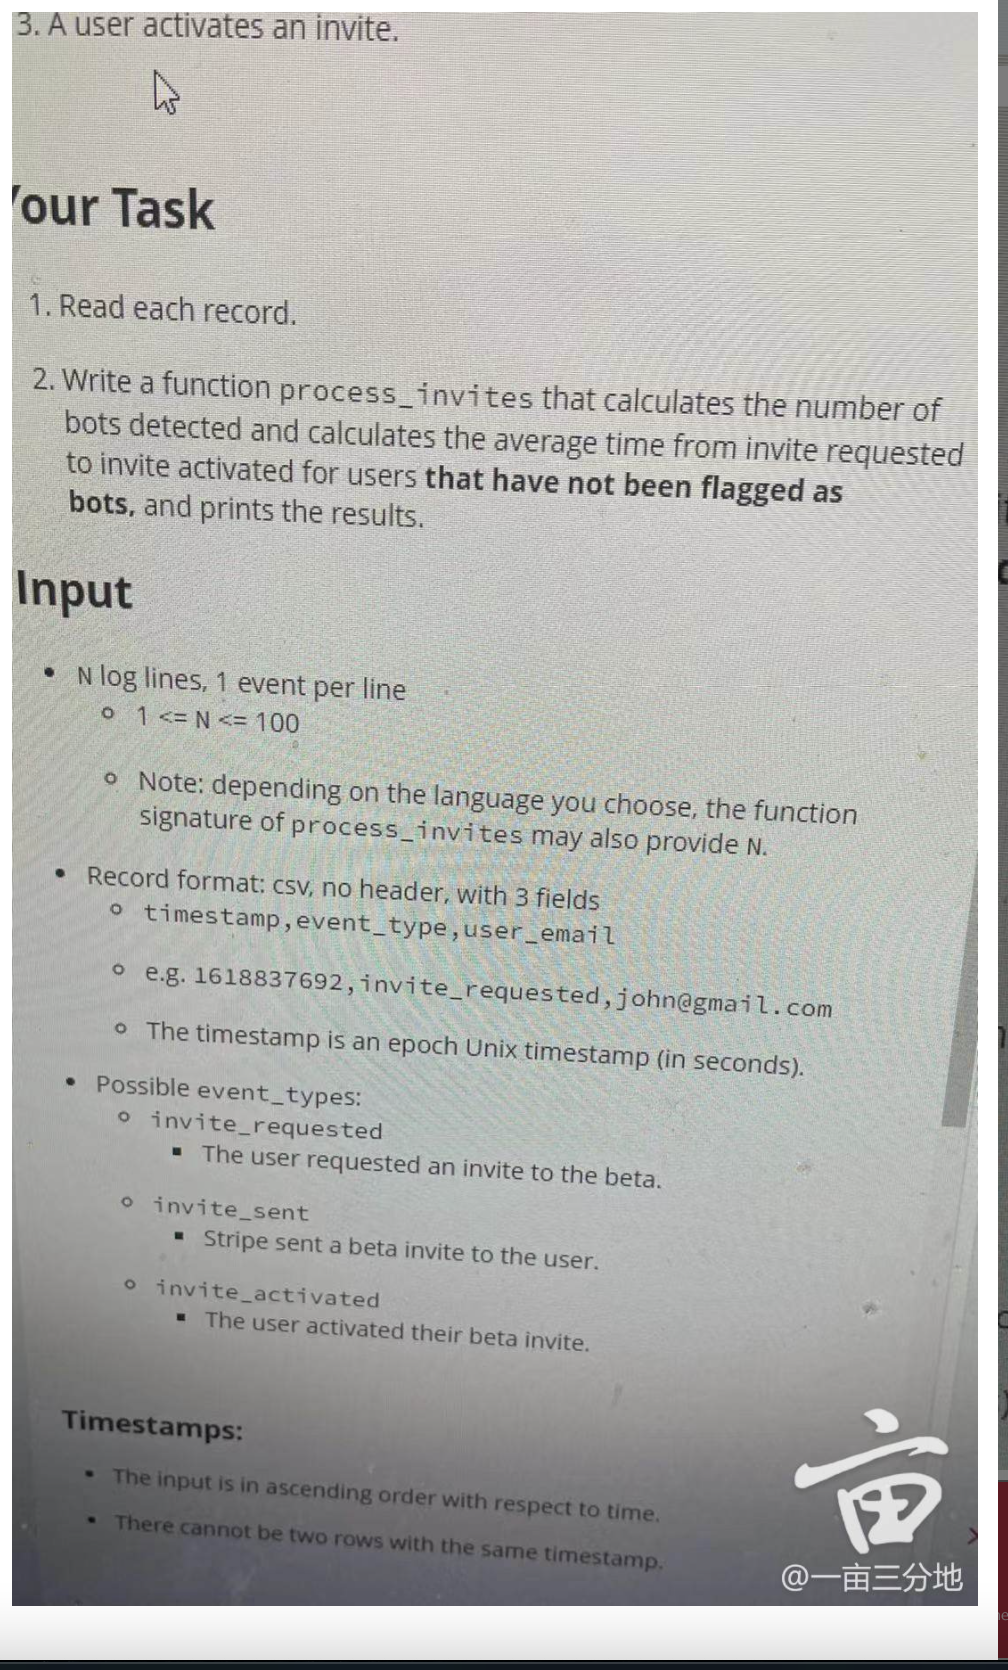 3. A user activates an invite.
Your Task
1. Read each record.
2. Write a function process_invites that calculates the number of
bots detected and calculates the average time from invite requested
to invite activated for users that have not been flagged as
bots, and prints the results.
Input
• N log lines, 1 event per line
○ 1 <= N <= 100
○ Note: depending on the language you choose, the function
signature of process_invites may also provide N.
• Record format: csv, no header, with 3 fields
○ timestamp,event_type,user_email
○ e.g. 1618837692,invite_requested,john@gmail.com
○ The timestamp is an epoch Unix timestamp (in seconds).
• Possible event_types:
○ invite_requested
▪ The user requested an invite to the beta.
○ invite_sent
▪ Stripe sent a beta invite to the user.
○ invite_activated
▪ The user activated their beta invite.
Timestamps:
▪ The input is in ascending order with respect to time.
▪ There cannot be two rows with the same timestamp.
亩
@一亩三分地